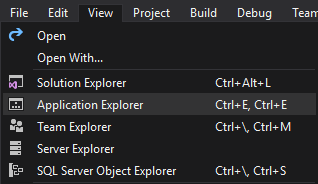 File Edit View Project Build Debug Team
Open
Open With...
Solution Explorer Ctrl+Alt+L
Application Explorer Ctrl+E, Ctrl+E
Team Explorer Ctrl+\, Ctrl+M
Server Explorer
SQL Server Object Explorer Ctrl+\, Ctrl+S